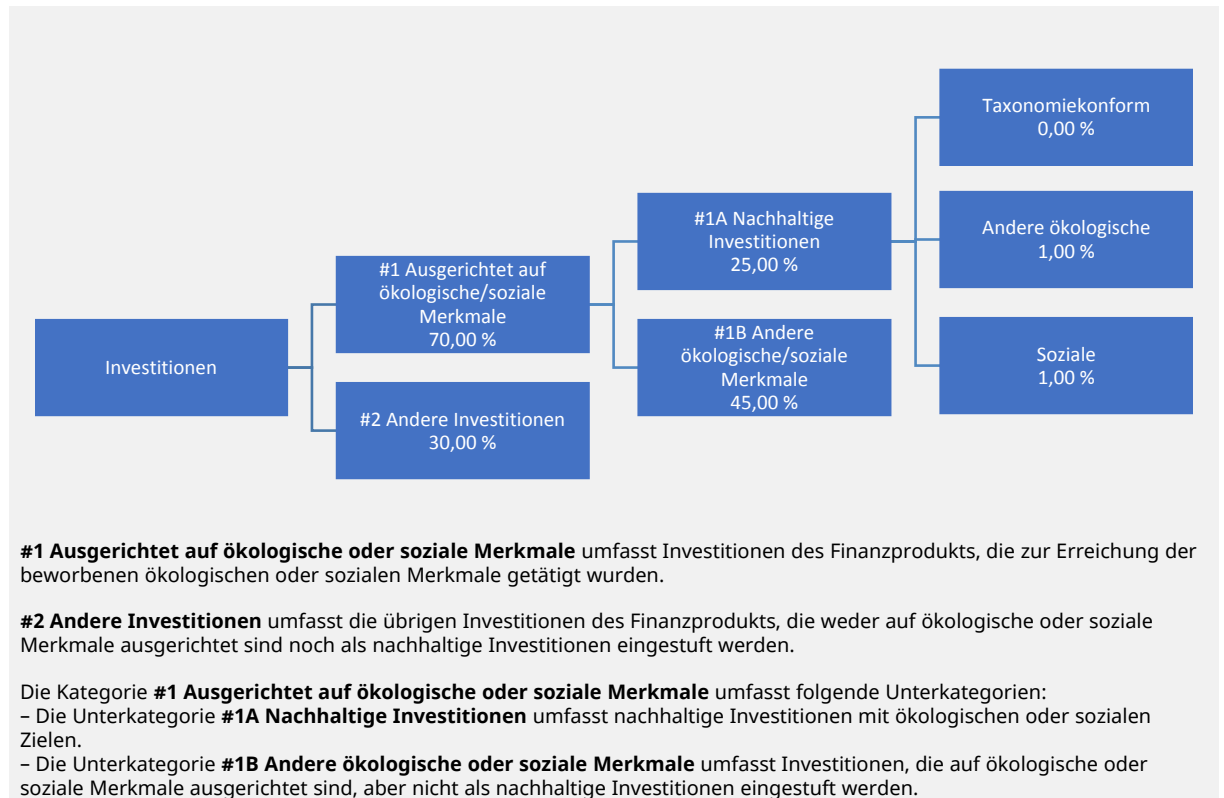 Investitionen
#1 Ausgerichtet auf
ökologische/soziale
Merkmale
70,00 %
#2 Andere Investitionen
30,00 %
#1A Nachhaltige
Investitionen
25,00 %
#1B Andere
ökologische/soziale
Merkmale
45,00 %
Taxonomiekonform
0,00 %
Andere ökologische
1,00 %
Soziale
1,00 %
#1 Ausgerichtet auf ökologische oder soziale Merkmale umfasst Investitionen des Finanzprodukts, die zur Erreichung der
beworbenen ökologischen oder sozialen Merkmale getätigt wurden.
#2 Andere Investitionen umfasst die übrigen Investitionen des Finanzprodukts, die weder auf ökologische oder soziale
Merkmale ausgerichtet sind noch als nachhaltige Investitionen eingestuft werden.
Die Kategorie #1 Ausgerichtet auf ökologische oder soziale Merkmale umfasst folgende Unterkategorien:
– Die Unterkategorie #1A Nachhaltige Investitionen umfasst nachhaltige Investitionen mit ökologischen oder sozialen
Zielen.
– Die Unterkategorie #1B Andere ökologische oder soziale Merkmale umfasst Investitionen, die auf ökologische oder
soziale Merkmale ausgerichtet sind, aber nicht als nachhaltige Investitionen eingestuft werden.